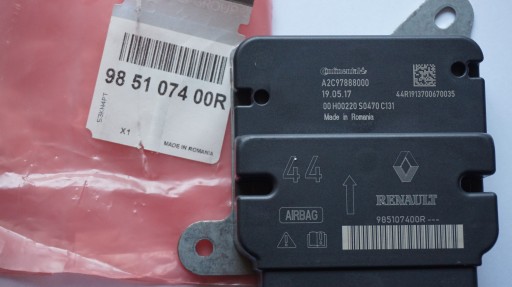 98 51 074 00R
X1
MADE IN ROMANIA
Continental
A2C97888000
19.05.17
00 H00220 S0470 C131
Made in Romania
44R1913700670035
44
RENAULT
AIRBAG
985107400R---